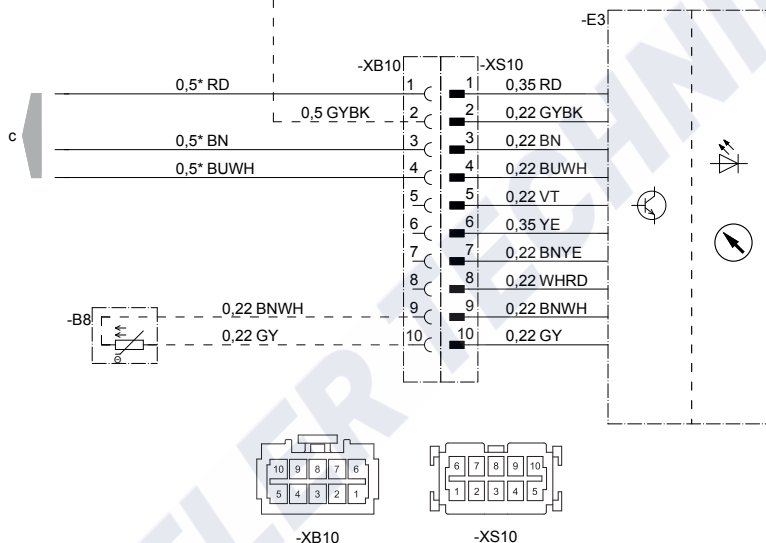 -E3
-XB10 -XS10
0,5* RD 1 1 0,35 RD
0,5 GYBK 2 2 0,22 GYBK
c
0,5* BN 3 3 0,22 BN
0,5* BUWH 4 4 0,22 BUWH
5 5 0,22 VT
6 6 0,35 YE
7 7 0,22 BNYE
8 8 0,22 WHRD
-B8 0,22 BNWH 9 9 0,22 BNWH
0,22 GY 10 10 0,22 GY
10 9 8 7 6 6 7 8 9 10
5 4 3 2 1 1 2 3 4 5
-XB10 -XS10
ELER TECHNI